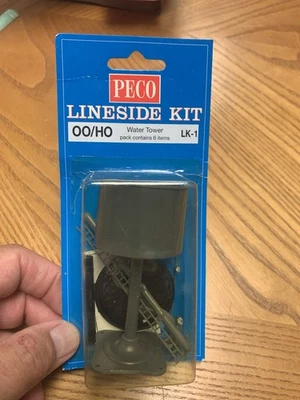 PECO
LINESIDE KIT
OO/HO
Water Tower
pack contains 6 items
LK-1